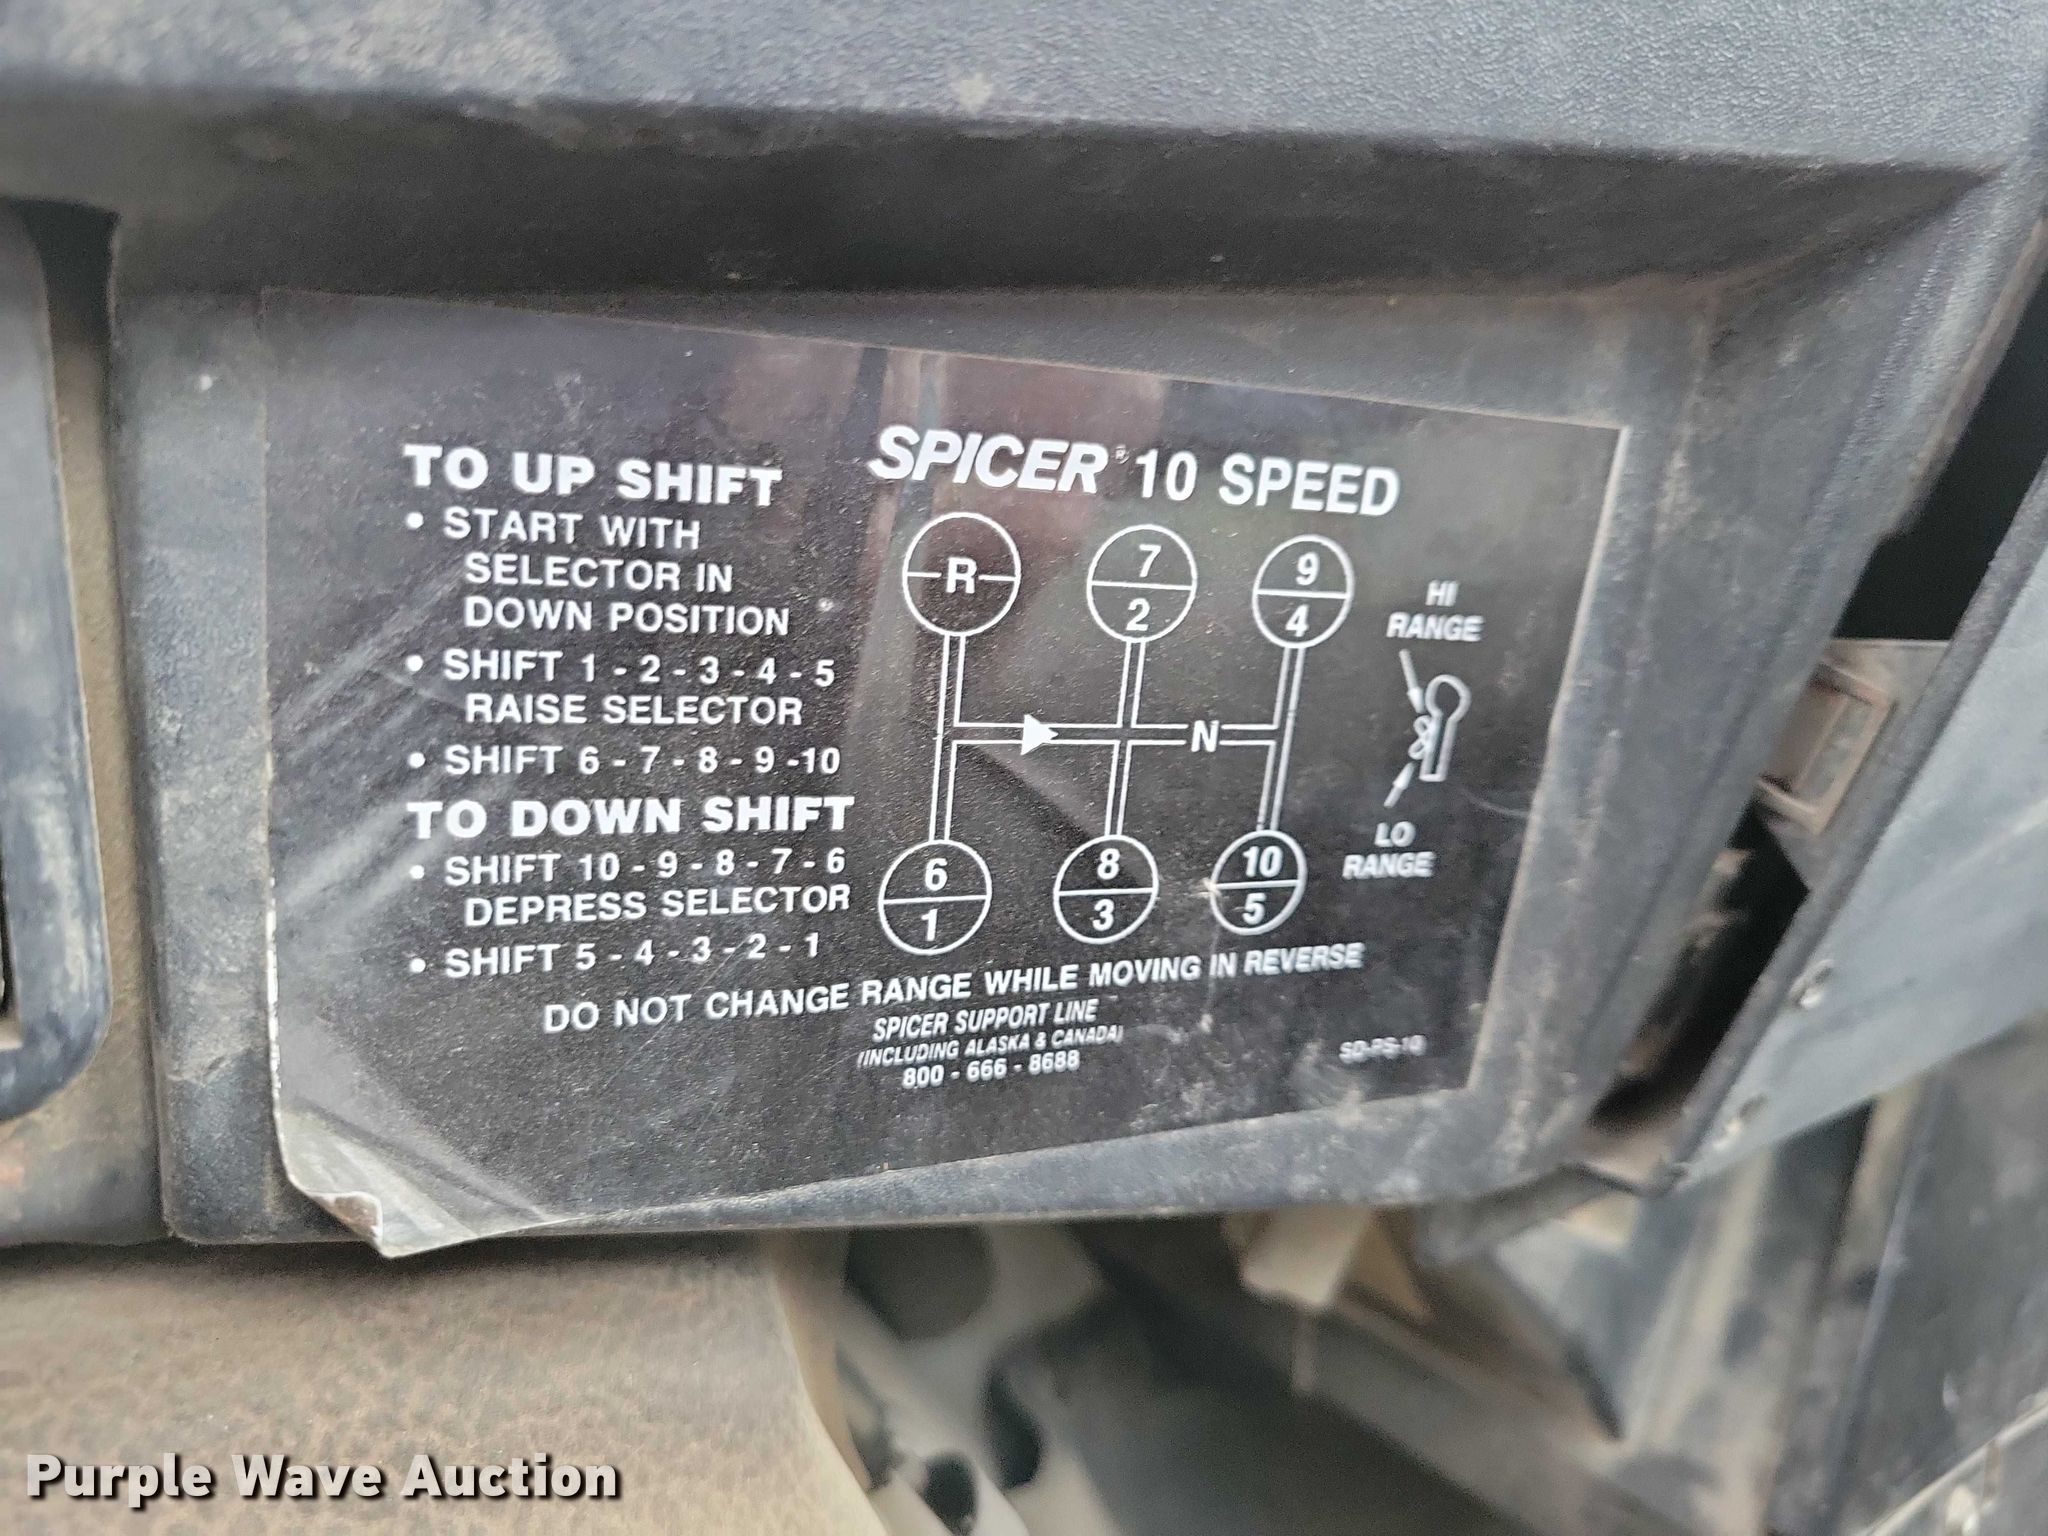 TO UP SHIFT
• START WITH
SELECTOR IN
DOWN POSITION
• SHIFT 1 - 2 - 3 - 4 - 5
RAISE SELECTOR
• SHIFT 6 - 7 - 8 - 9 -10
TO DOWN SHIFT
• SHIFT 10 - 9 - 8 - 7 - 6
DEPRESS SELECTOR
• SHIFT 5 - 4 - 3 - 2 - 1
SPICER® 10 SPEED
R
7
2
9
4
N
6
1
8
3
10
5
HI
RANGE
LO
RANGE
DO NOT CHANGE RANGE WHILE MOVING IN REVERSE
SPICER SUPPORT LINE
(INCLUDING ALASKA & CANADA)
800 - 666 - 8688
SD-PS-10
Purple Wave Auction